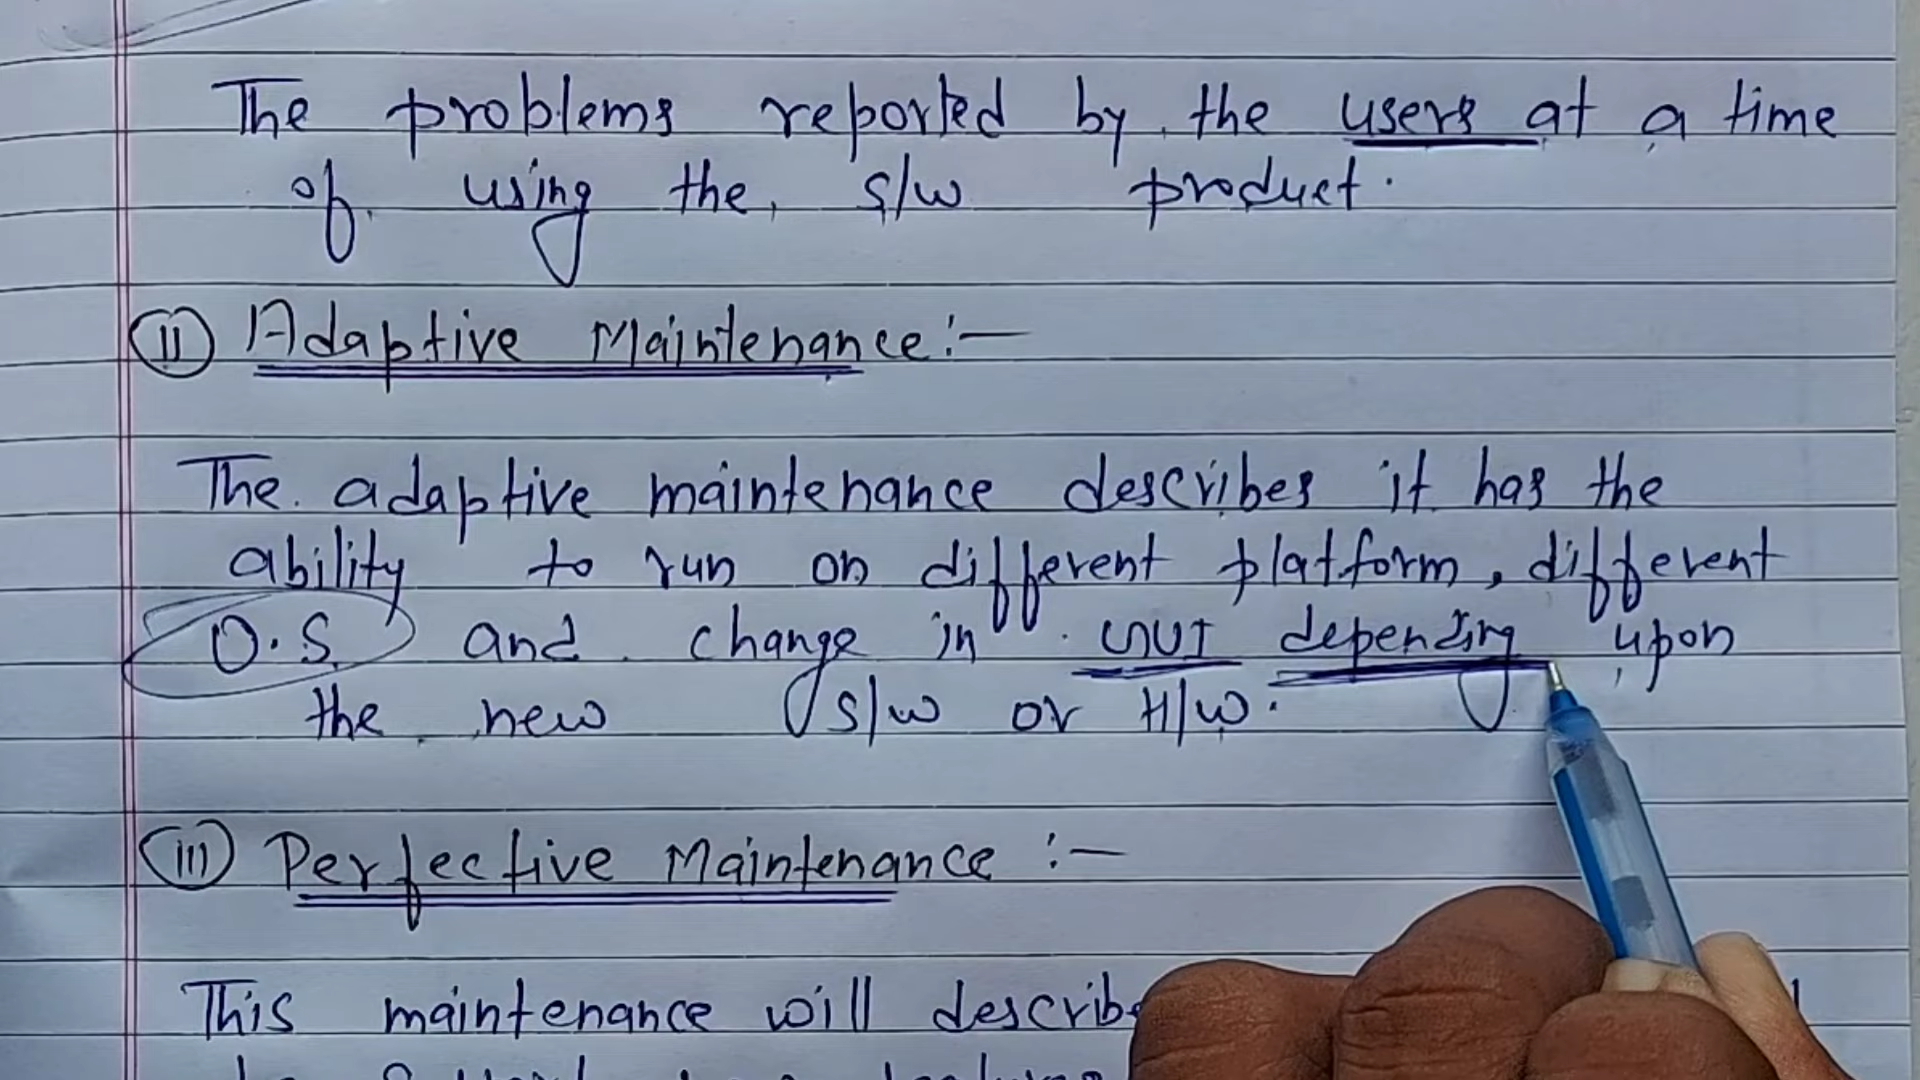 The problems reported by the users at a time
of using the s/w product.
(II) Adaptive Maintenance:-
The adaptive maintenance describes it has the
ability to run on different platform, different
O.S. and change in GUI depending upon
the new s/w or H/w.
(III) Perfective Maintenance :-
This maintenance will describe